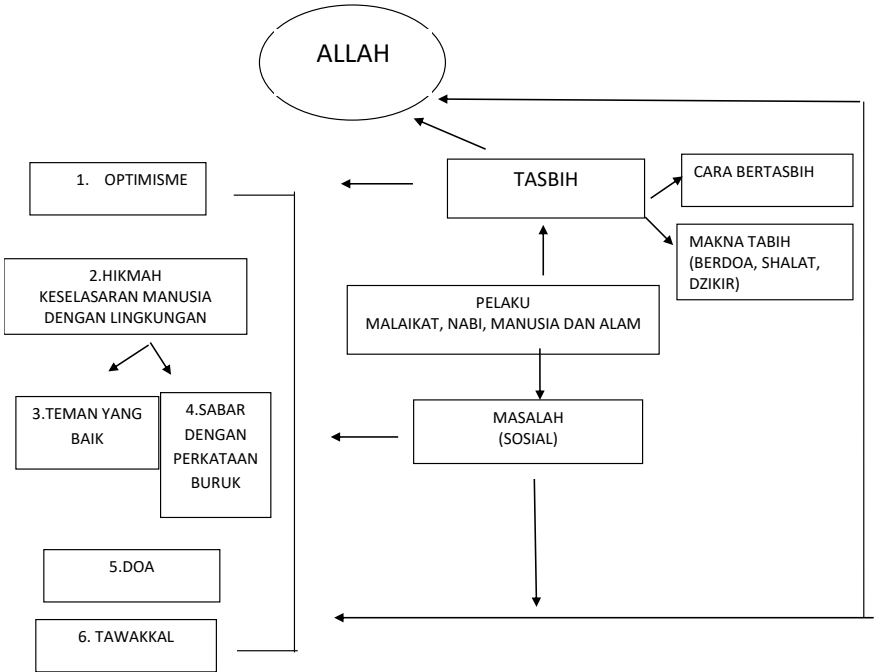 ALLAH
1. OPTIMISME
TASBIH
CARA BERTASBIH
MAKNA TABIH
(BERDOA, SHALAT,
DZIKIR)
2.HIKMAH
KESELASARAN MANUSIA
DENGAN LINGKUNGAN
PELAKU
MALAIKAT, NABI, MANUSIA DAN ALAM
3.TEMAN YANG
BAIK
4.SABAR
DENGAN
PERKATAAN
BURUK
MASALAH
(SOSIAL)
5.DOA
6. TAWAKKAL